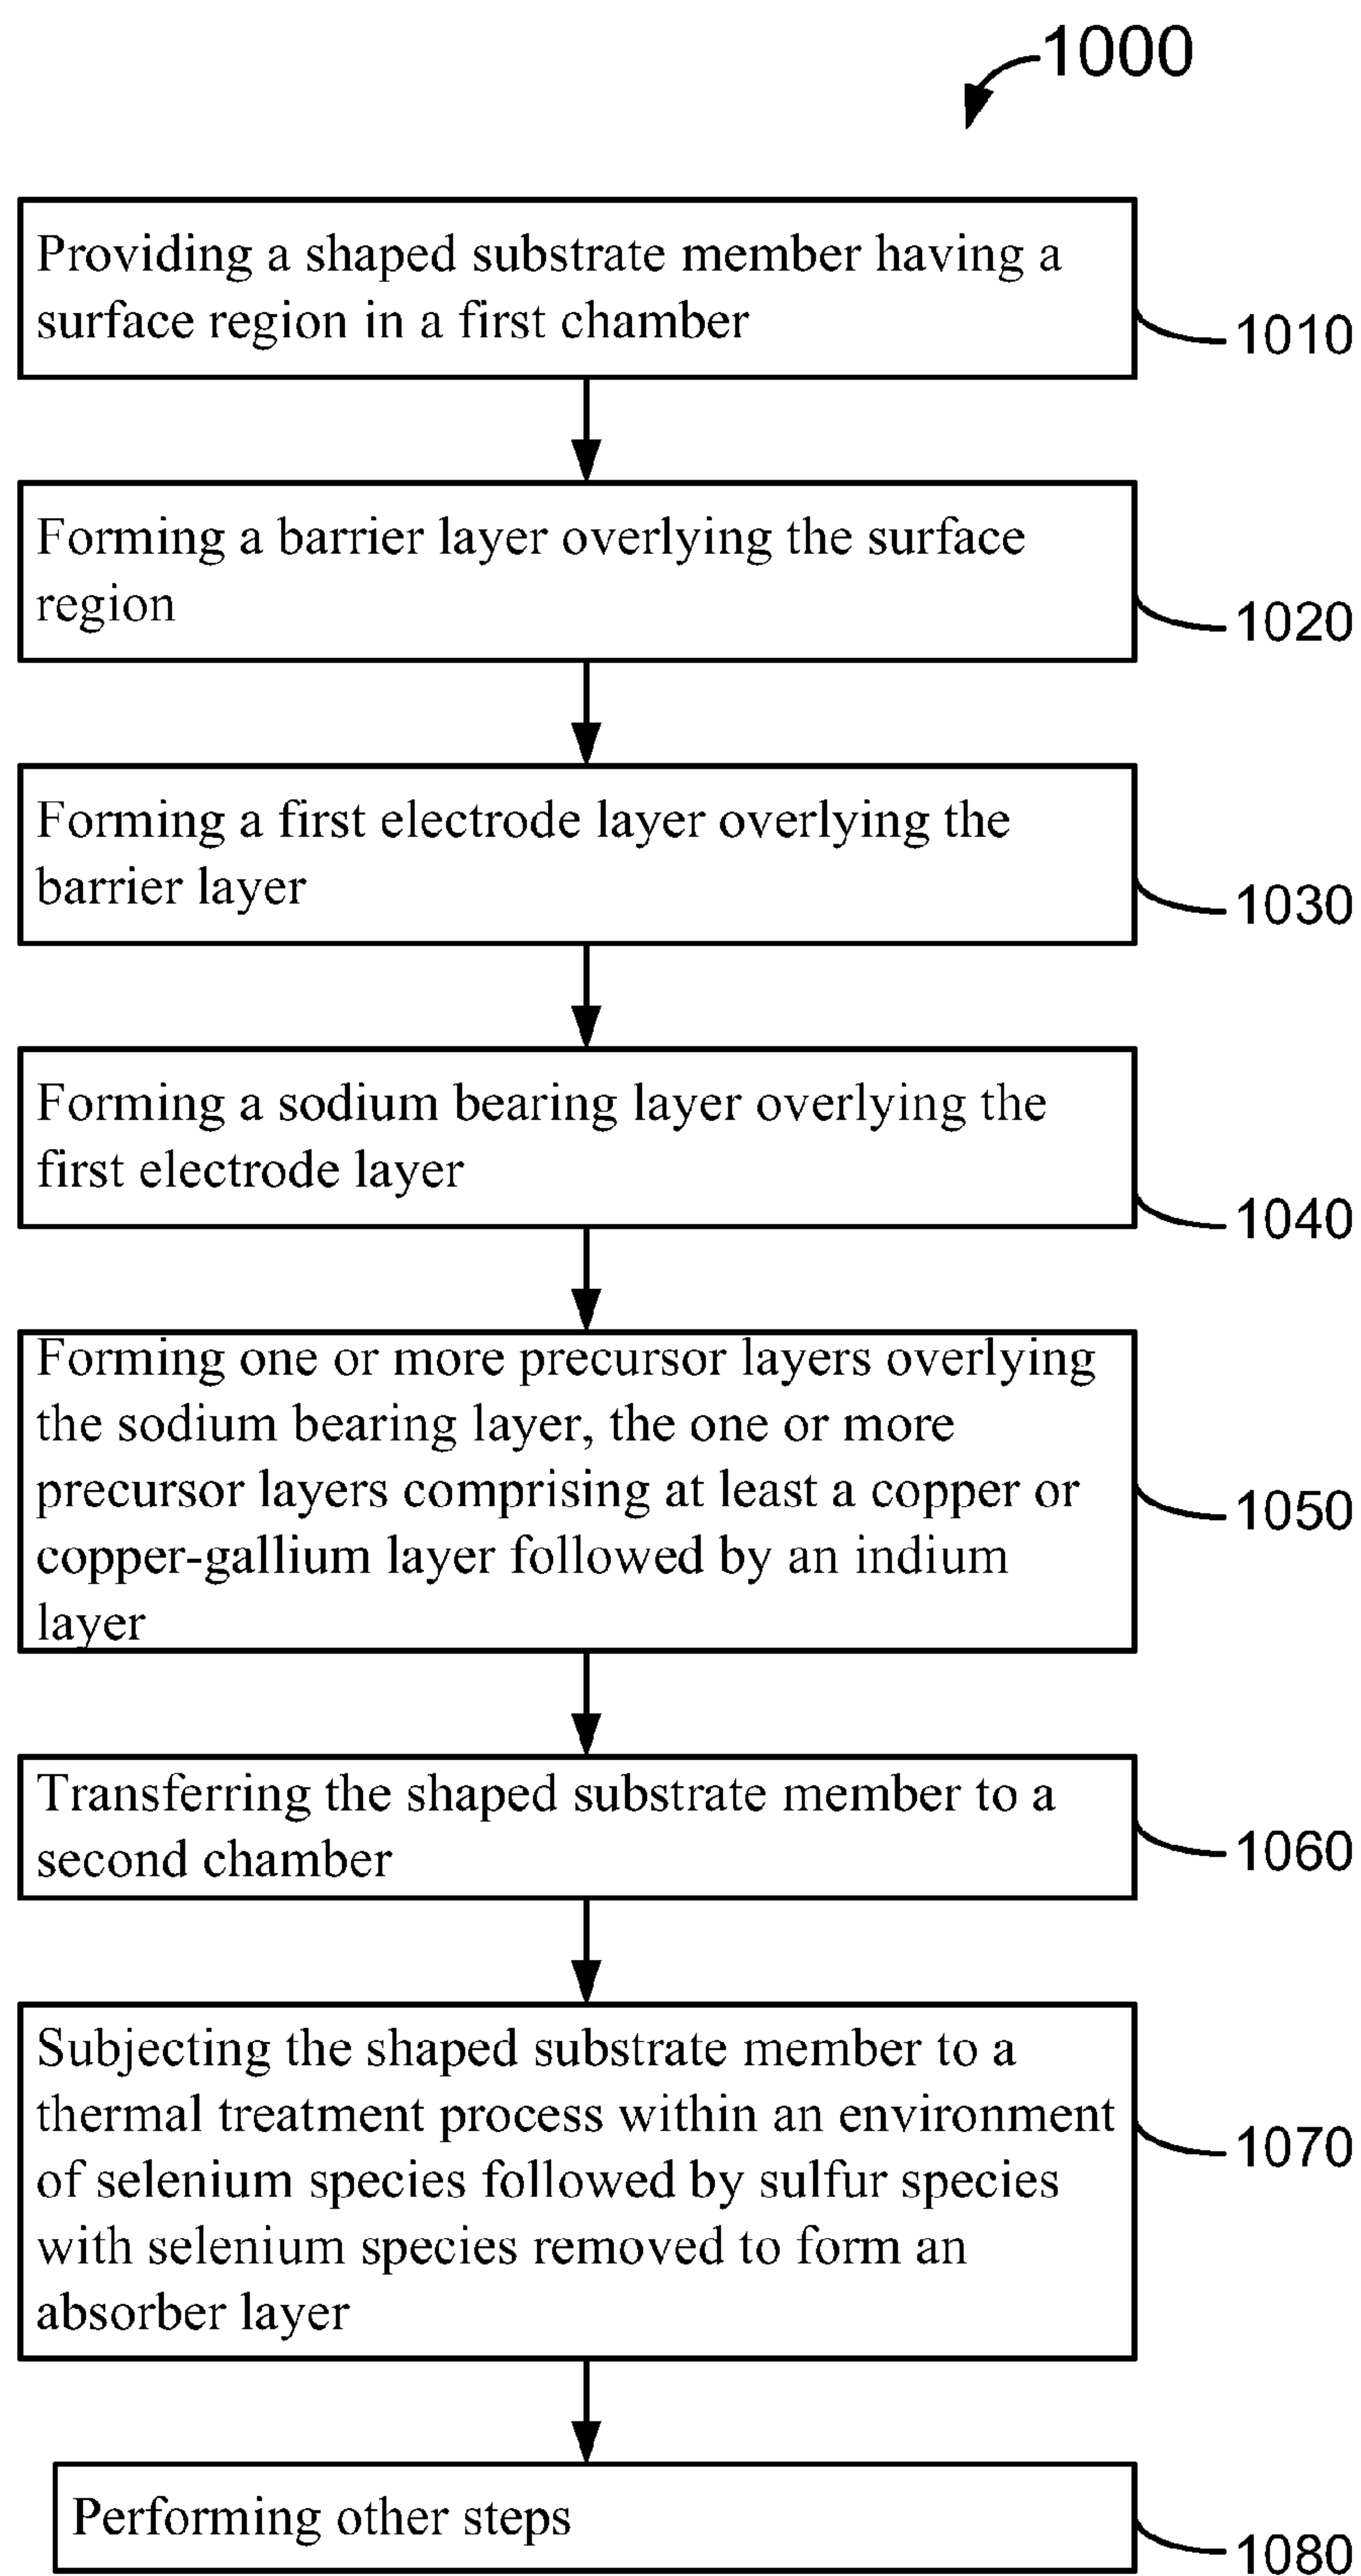 1000
Providing a shaped substrate member having a
surface region in a first chamber
1010
Forming a barrier layer overlying the surface
region
1020
Forming a first electrode layer overlying the
barrier layer
1030
Forming a sodium bearing layer overlying the
first electrode layer
1040
Forming one or more precursor layers overlying
the sodium bearing layer, the one or more
precursor layers comprising at least a copper or
copper-gallium layer followed by an indium
layer
1050
Transferring the shaped substrate member to a
second chamber
1060
Subjecting the shaped substrate member to a
thermal treatment process within an environment
of selenium species followed by sulfur species
with selenium species removed to form an
absorber layer
1070
Performing other steps
1080